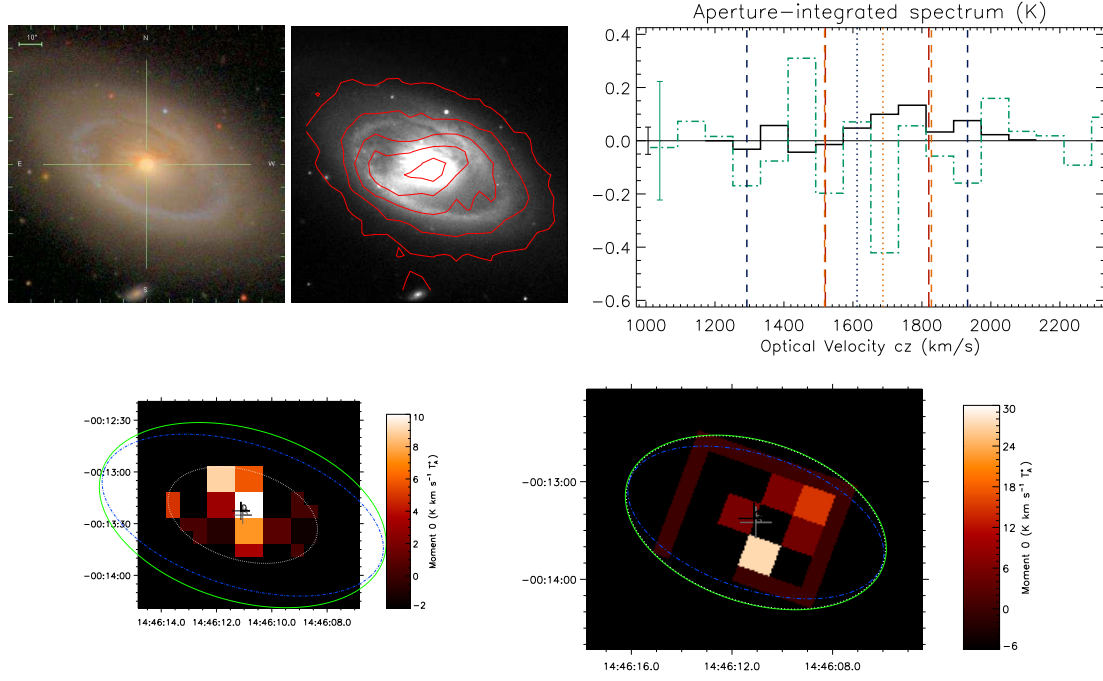 10"
N
E
W
S
Aperture-integrated spectrum (K)
0.4
0.2
0.0
-0.2
-0.4
-0.6
1000 1200 1400 1600 1800 2000 2200
Optical Velocity cz (km/s)
-00:12:30
-00:13:00
-00:13:30
-00:14:00
14:46:14.0 14:46:12.0 14:46:10.0 14:46:08.0
10
8
6
4
2
0
-2
Moment 0 (K km s⁻¹ T*A)
-00:13:00
-00:14:00
14:46:16.0 14:46:12.0 14:46:08.0
30
24
18
12
6
0
-6
Moment 0 (K km s⁻¹ T*A)